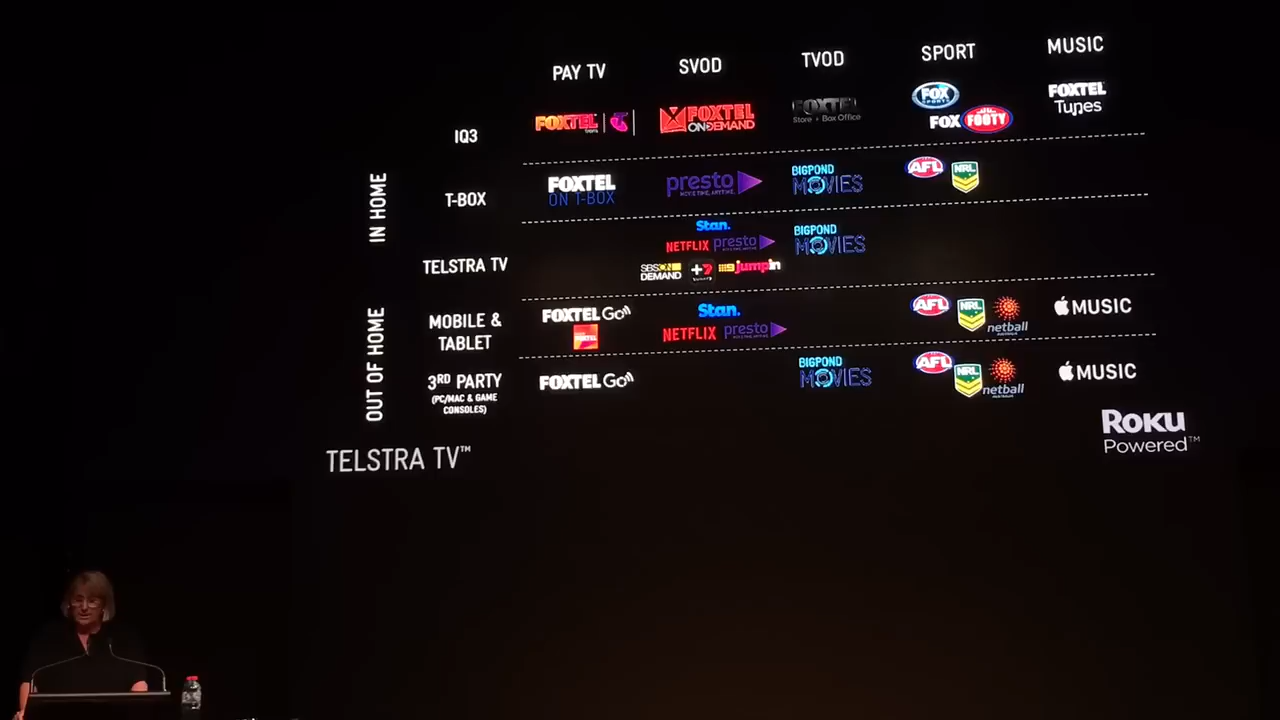 PAY TV
SVOD
TVOD
SPORT
MUSIC
IN HOME
IQ3
FOXTEL
FOXTEL
ON DEMAND
FOXTEL
Store + Box Office
FOX
SPORTS
FOX FOOTY
FOXTEL
Tunes
T-BOX
FOXTEL
ON T-BOX
presto
BIGPOND
MOVIES
AFL
NRL
TELSTRA TV
Stan.
NETFLIX presto
SBS ON
DEMAND
+7
9jumpin
BIGPOND
MOVIES
OUT OF HOME
MOBILE &
TABLET
FOXTEL Go
FOXTEL
Stan.
NETFLIX presto
AFL
NRL
netball
MUSIC
3RD PARTY
(PC/MAC & GAME
CONSOLES)
FOXTEL Go
BIGPOND
MOVIES
AFL
NRL
netball
MUSIC
TELSTRA TV™
Roku
Powered™